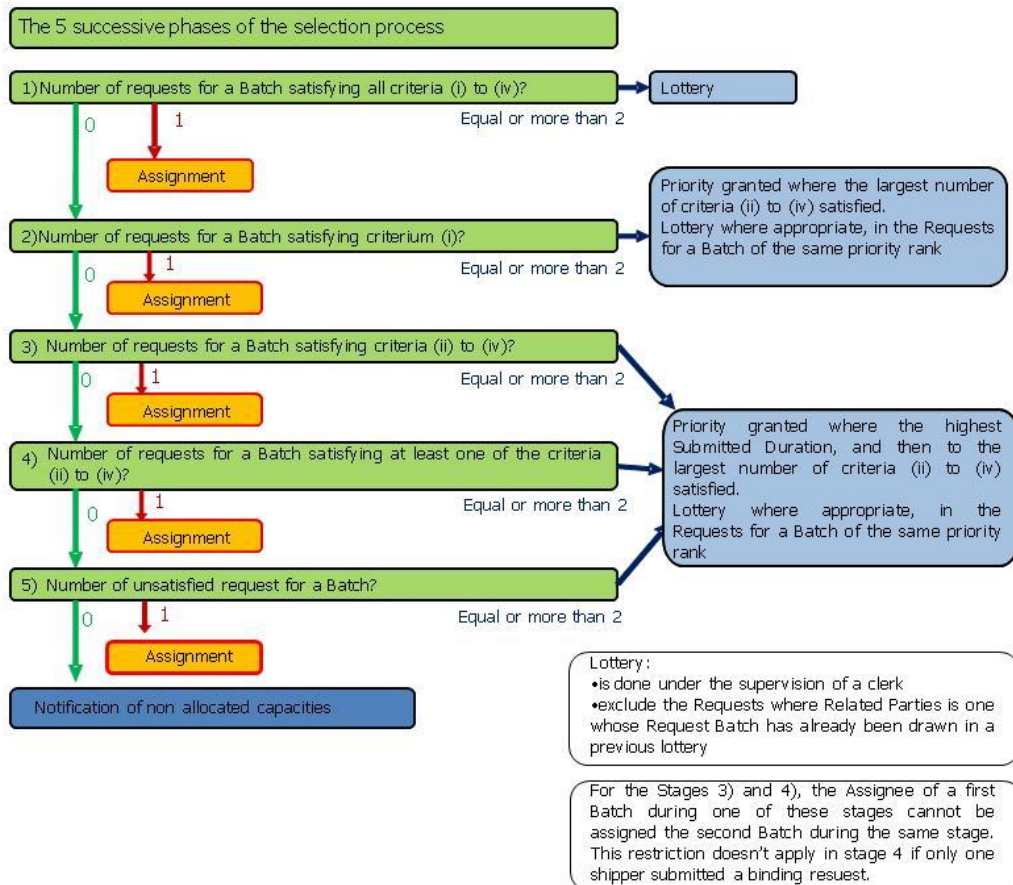 The 5 successive phases of the selection process
1)Number of requests for a Batch satisfying all criteria (i) to (iv)?
Lottery
0
1
Equal or more than 2
Assignment
Priority granted where the largest number
of criteria (ii) to (iv) satisfied.
Lottery where appropriate, in the Requests
for a Batch of the same priority rank
2)Number of requests for a Batch satisfying criterium (i)?
0
1
Equal or more than 2
Assignment
3) Number of requests for a Batch satisfying criteria (ii) to (iv)?
0
1
Equal or more than 2
Assignment
Priority granted where the highest
Submitted Duration, and then to the
largest number of criteria (ii) to (iv)
satisfied.
Lottery where appropriate, in the
Requests for a Batch of the same priority
rank
4) Number of requests for a Batch satisfying at least one of the criteria
(ii) to (iv)?
0
1
Equal or more than 2
Assignment
5) Number of unsatisfied request for a Batch?
0
1
Equal or more than 2
Assignment
Notification of non allocated capacities
Lottery :
•is done under the supervision of a clerk
•exclude the Requests where Related Parties is one
whose Request Batch has already been drawn in a
previous lottery
For the Stages 3) and 4), the Assignee of a first
Batch during one of these stages cannot be
assigned the second Batch during the same stage.
This restriction doesn't apply in stage 4 if only one
shipper submitted a binding resuest.